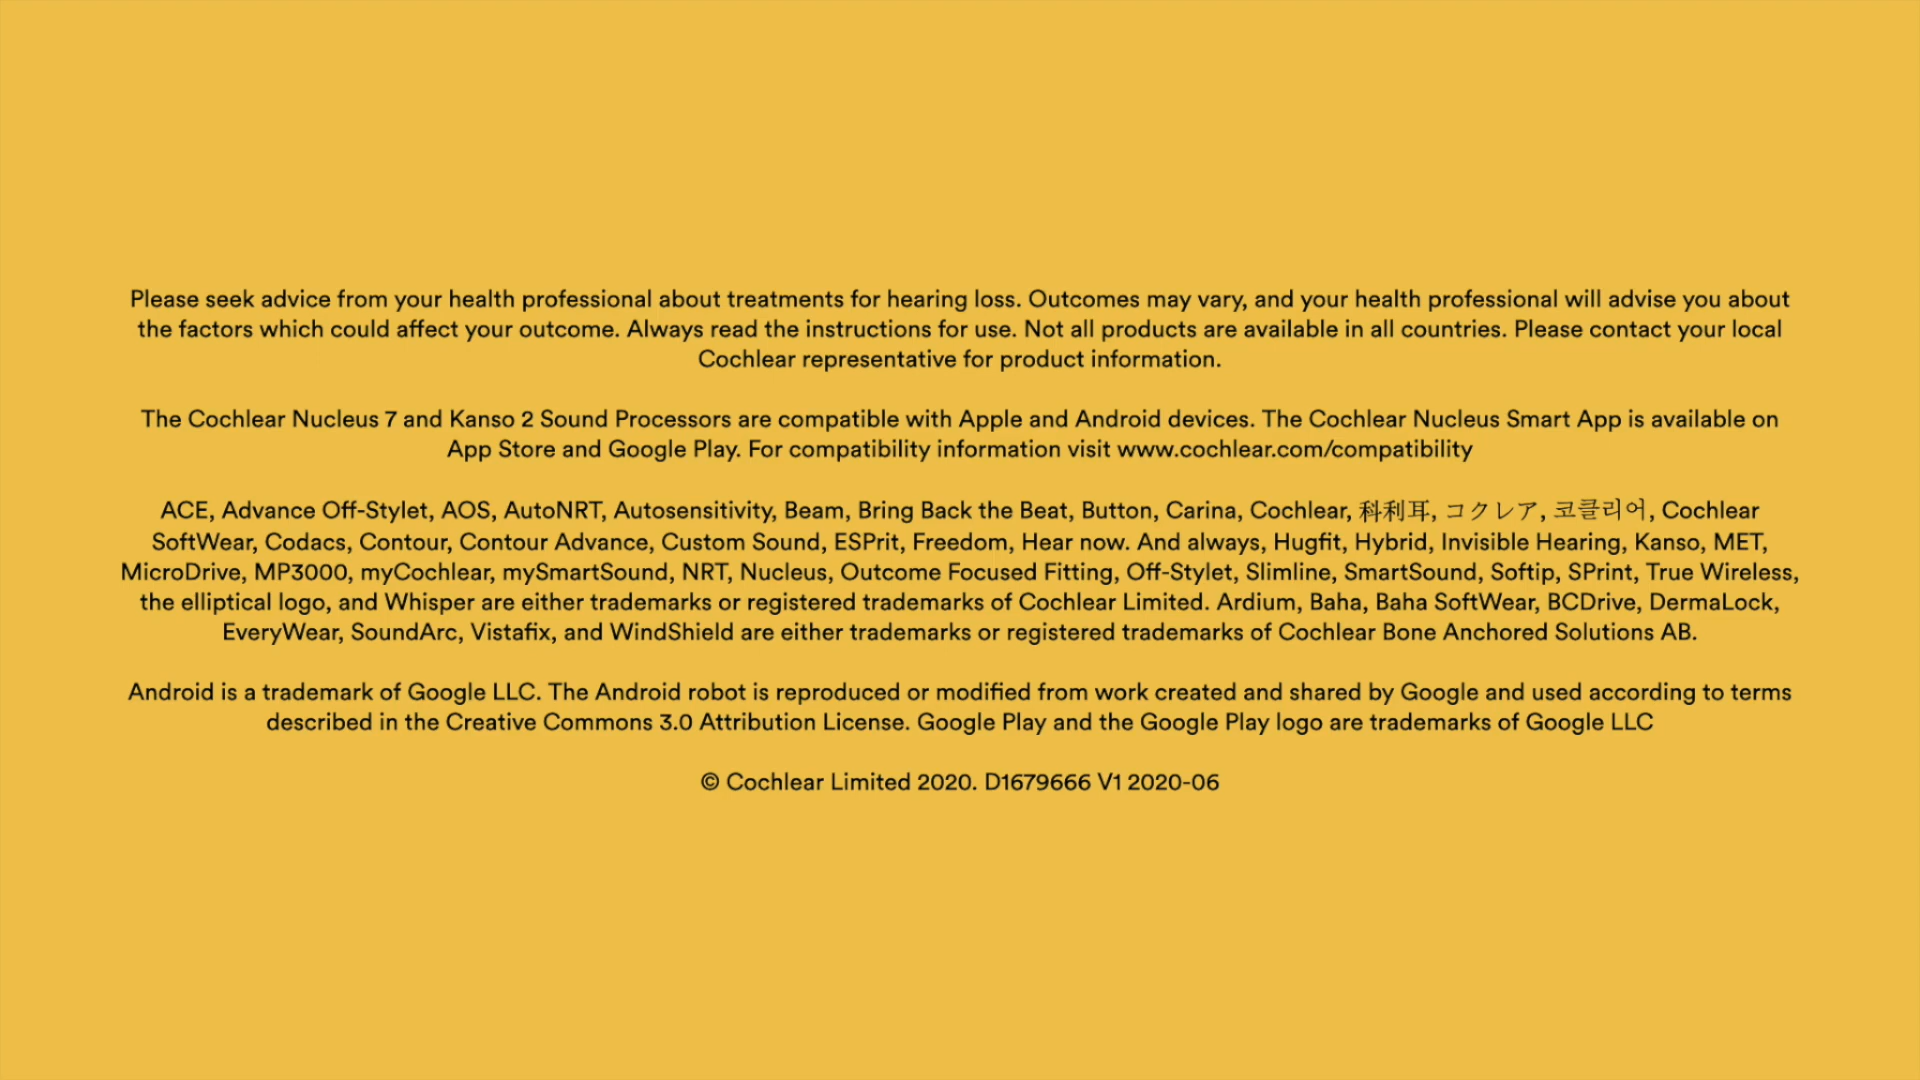 Please seek advice from your health professional about treatments for hearing loss. Outcomes may vary, and your health professional will advise you about
the factors which could affect your outcome. Always read the instructions for use. Not all products are available in all countries. Please contact your local
Cochlear representative for product information.
The Cochlear Nucleus 7 and Kanso 2 Sound Processors are compatible with Apple and Android devices. The Cochlear Nucleus Smart App is available on
App Store and Google Play. For compatibility information visit www.cochlear.com/compatibility
ACE, Advance Off-Stylet, AOS, AutoNRT, Autosensitivity, Beam, Bring Back the Beat, Button, Carina, Cochlear, 科利耳, コクレア, 코클리어, Cochlear
SoftWear, Codacs, Contour, Contour Advance, Custom Sound, ESPrit, Freedom, Hear now. And always, Hugfit, Hybrid, Invisible Hearing, Kanso, MET,
MicroDrive, MP3000, myCochlear, mySmartSound, NRT, Nucleus, Outcome Focused Fitting, Off-Stylet, Slimline, SmartSound, Softip, SPrint, True Wireless,
the elliptical logo, and Whisper are either trademarks or registered trademarks of Cochlear Limited. Ardium, Baha, Baha SoftWear, BCDrive, DermaLock,
EveryWear, SoundArc, Vistafix, and WindShield are either trademarks or registered trademarks of Cochlear Bone Anchored Solutions AB.
Android is a trademark of Google LLC. The Android robot is reproduced or modified from work created and shared by Google and used according to terms
described in the Creative Commons 3.0 Attribution License. Google Play and the Google Play logo are trademarks of Google LLC
© Cochlear Limited 2020. D1679666 V1 2020-06